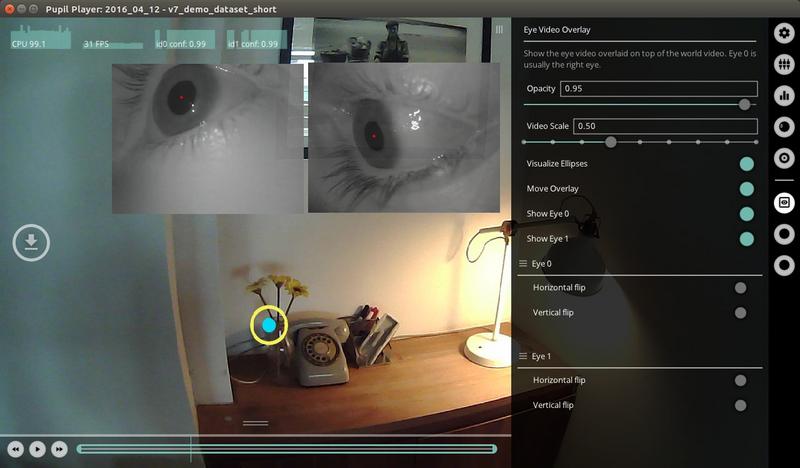 Pupil Player: 2016_04_12 - v7_demo_dataset_short
CPU 99.1
31 FPS
id0 conf: 0.99
id1 conf: 0.99
Eye Video Overlay
Show the eye video overlaid on top of the world video. Eye 0 is
usually the right eye.
Opacity 0.95
Video Scale 0.50
Visualize Ellipses
Move Overlay
Show Eye 0
Show Eye 1
Eye 0
Horizontal flip
Vertical flip
Eye 1
Horizontal flip
Vertical flip